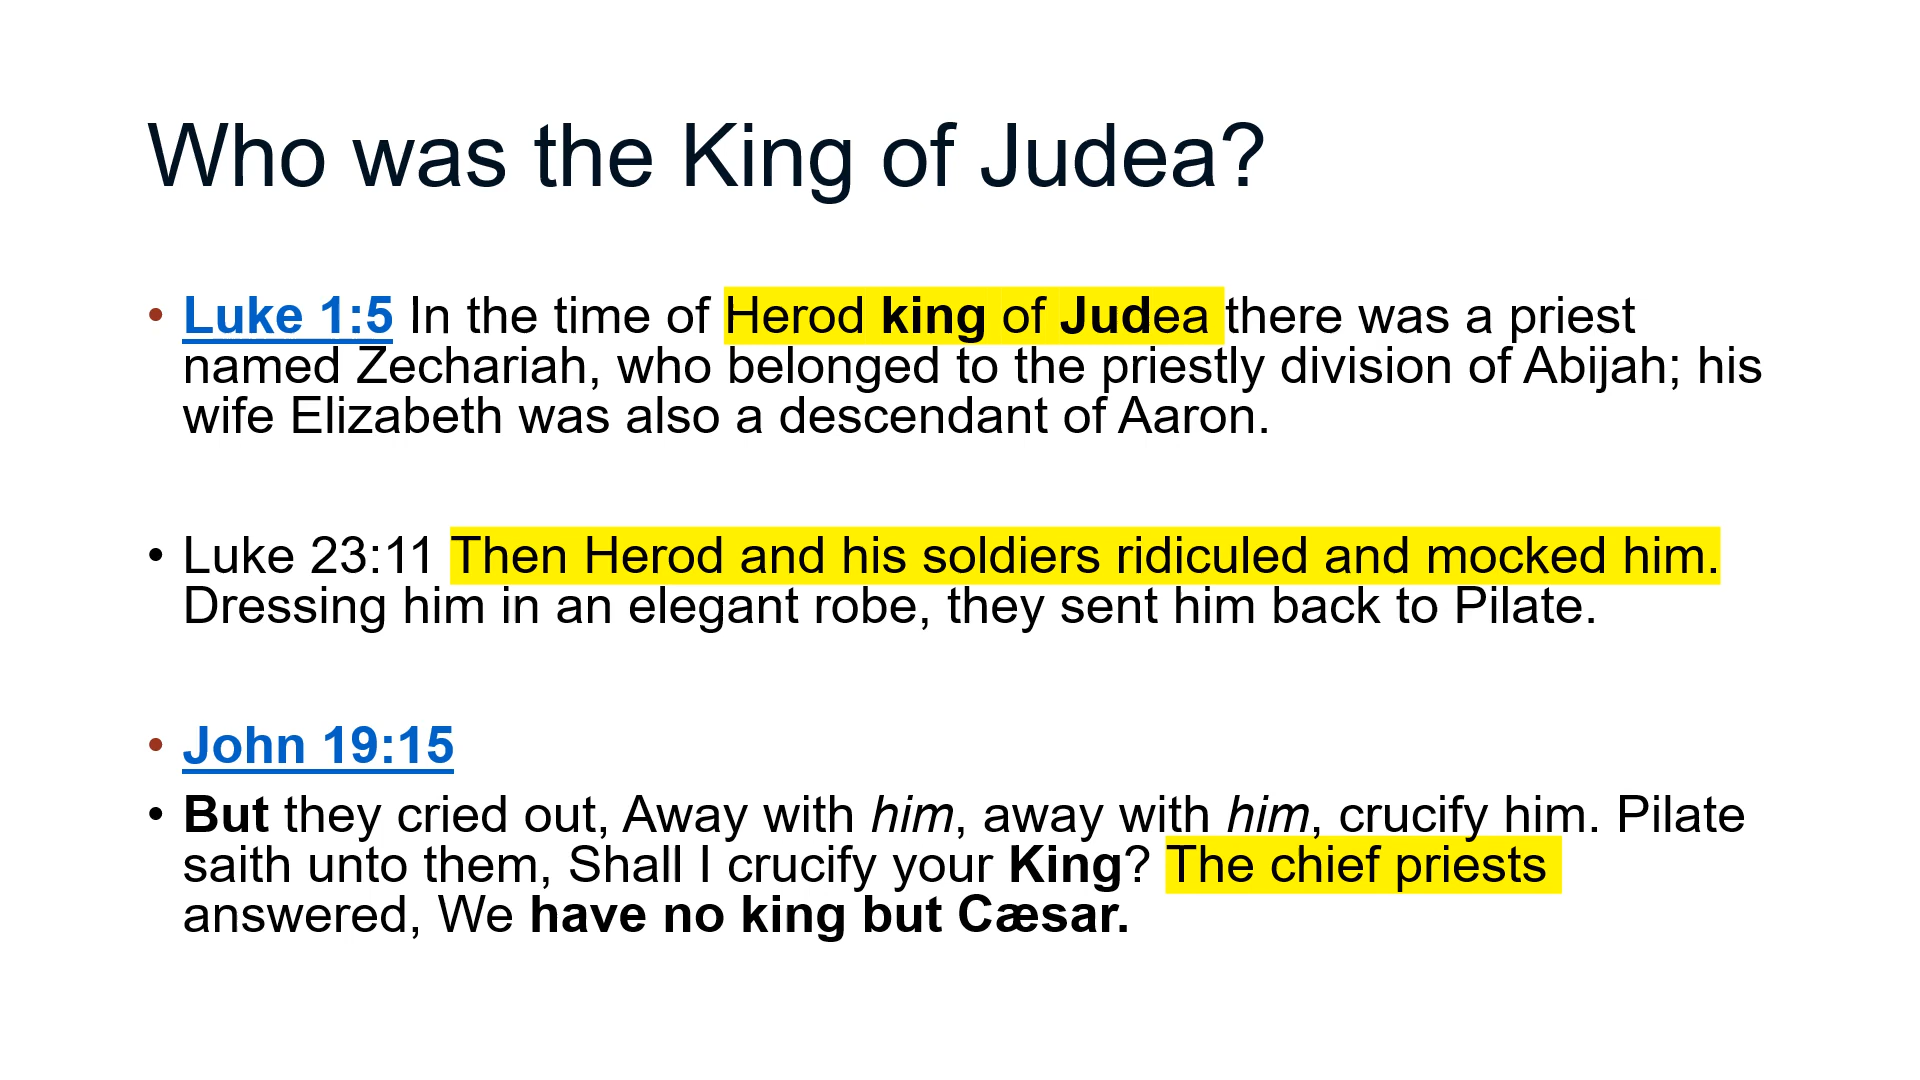 Who was the King of Judea?
• Luke 1:5 In the time of Herod king of Judea there was a priest
named Zechariah, who belonged to the priestly division of Abijah; his
wife Elizabeth was also a descendant of Aaron.
• Luke 23:11 Then Herod and his soldiers ridiculed and mocked him.
Dressing him in an elegant robe, they sent him back to Pilate.
• John 19:15
• But they cried out, Away with him, away with him, crucify him. Pilate
saith unto them, Shall I crucify your King? The chief priests
answered, We have no king but Cæsar.